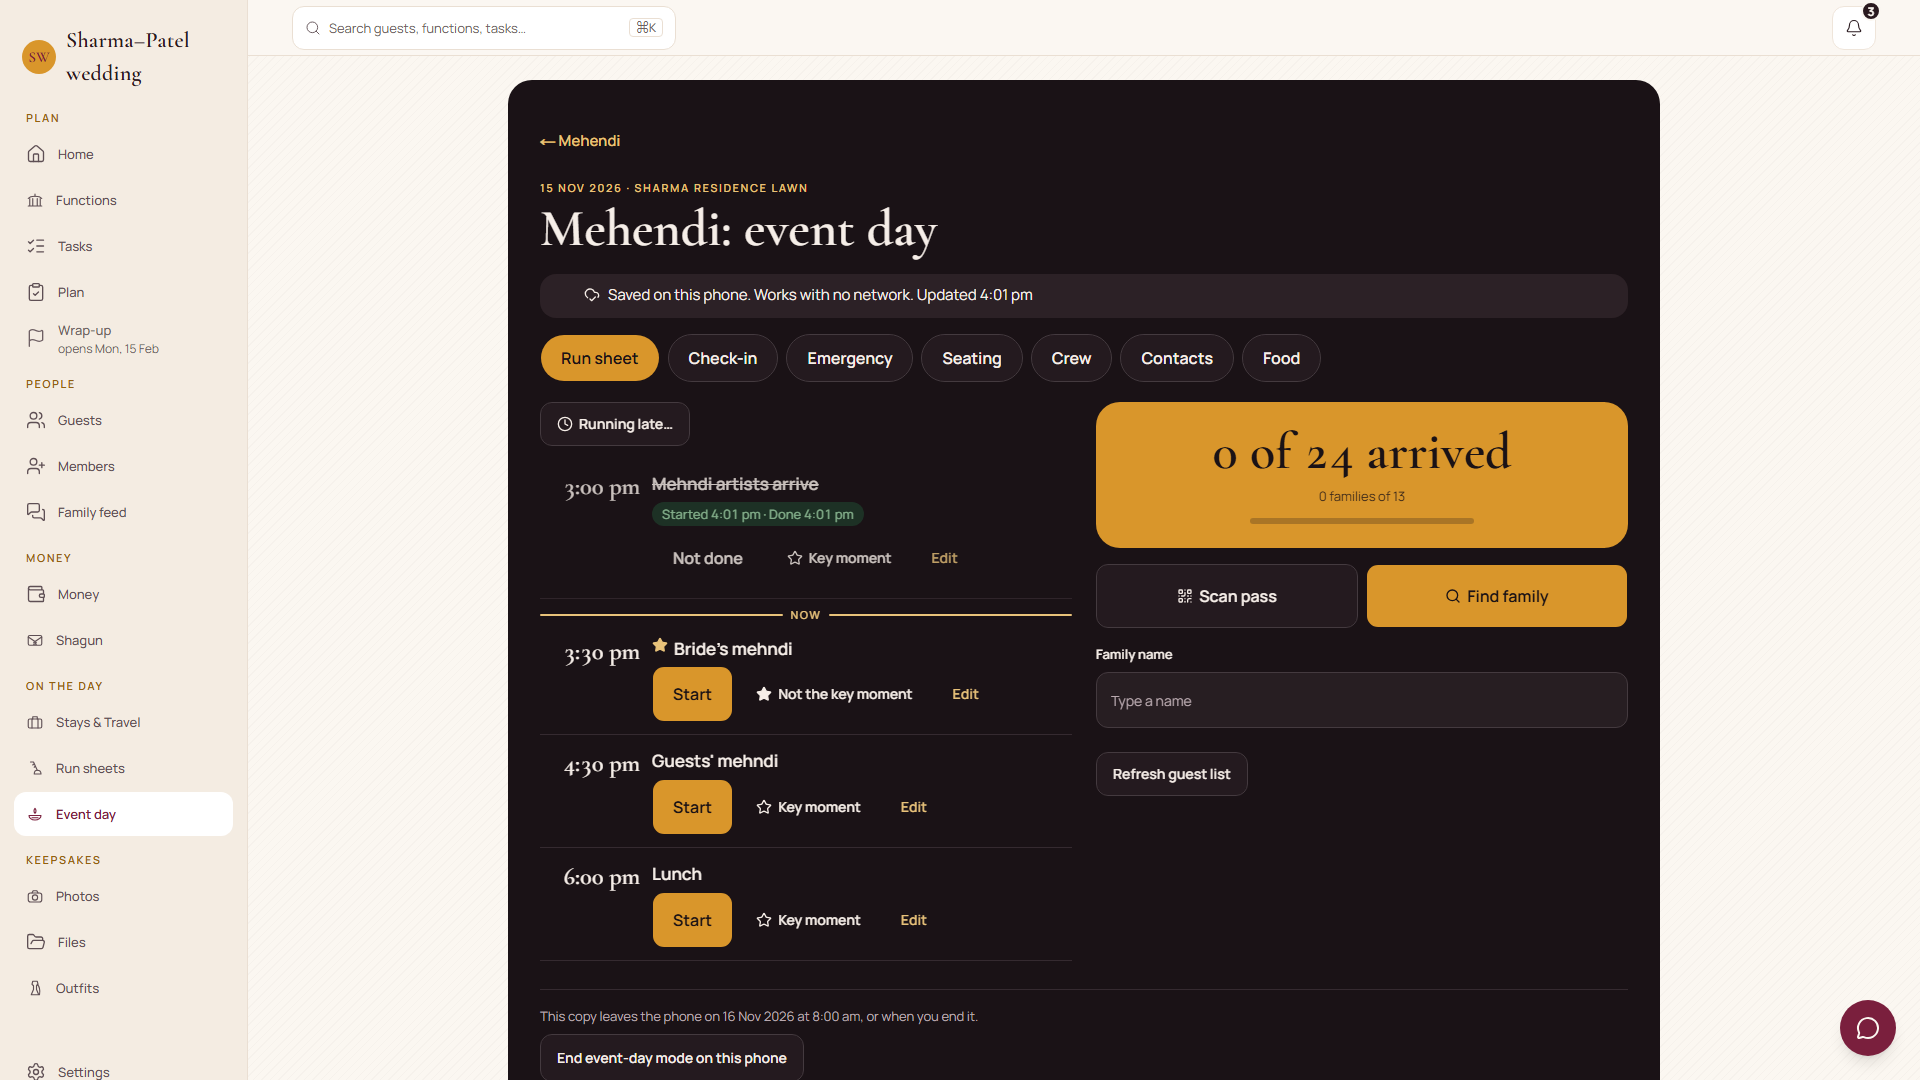 SW
Sharma–Patel
wedding
PLAN
Home
Functions
Tasks
Plan
Wrap-up
opens Mon, 15 Feb
PEOPLE
Guests
Members
Family feed
MONEY
Money
Shagun
ON THE DAY
Stays & Travel
Run sheets
Event day
KEEPSAKES
Photos
Files
Outfits
Settings
Search guests, functions, tasks...
⌘K
3
← Mehendi
15 NOV 2026 · SHARMA RESIDENCE LAWN
Mehendi: event day
Saved on this phone. Works with no network. Updated 4:01 pm
Run sheet
Check-in
Emergency
Seating
Crew
Contacts
Food
Running late...
3:00 pm
Mehndi artists arrive
Started 4:01 pm · Done 4:01 pm
Not done
Key moment
Edit
NOW
3:30 pm
Bride's mehndi
Start
Not the key moment
Edit
4:30 pm
Guests' mehndi
Start
Key moment
Edit
6:00 pm
Lunch
Start
Key moment
Edit
0 of 24 arrived
0 families of 13
Scan pass
Find family
Family name
Type a name
Refresh guest list
This copy leaves the phone on 16 Nov 2026 at 8:00 am, or when you end it.
End event-day mode on this phone